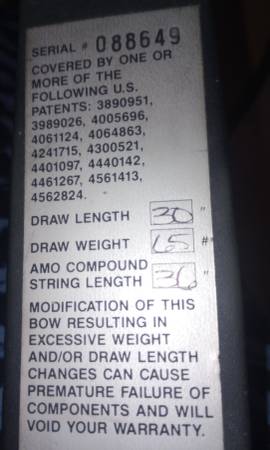 SERIAL # 088649
COVERED BY ONE OR
MORE OF THE
FOLLOWING U.S.
PATENTS: 3890951,
3989026, 4005696,
4061124, 4064863,
4241715, 4300521,
4401097, 4440142,
4461267, 4561413,
4562824.
DRAW LENGTH 30 "
DRAW WEIGHT 65 #
AMO COMPOUND
STRING LENGTH 36 "
MODIFICATION OF THIS
BOW RESULTING IN
EXCESSIVE WEIGHT
AND/OR DRAW LENGTH
CHANGES CAN CAUSE
PREMATURE FAILURE OF
COMPONENTS AND WILL
VOID YOUR WARRANTY.